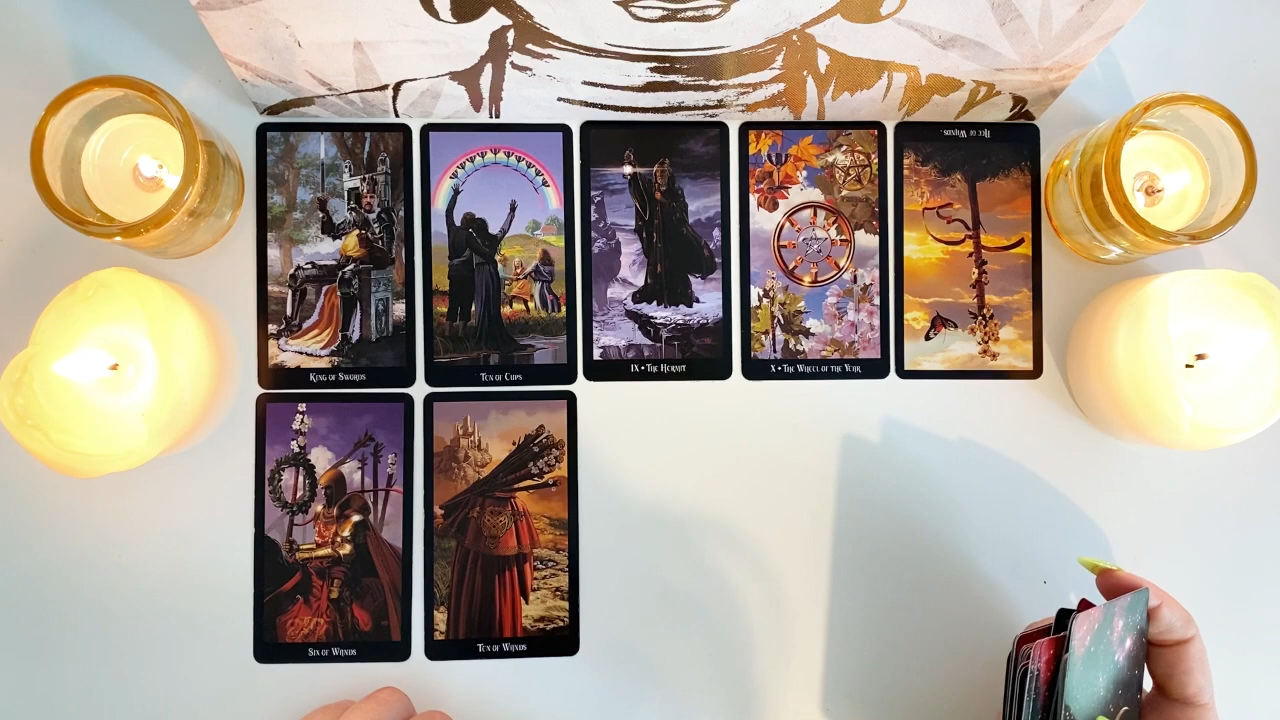 King of Swords
Ten of Cups
IX • The Hermit
X • The Wheel of the Year
Ace of Wands
Six of Wands
Ten of Wands